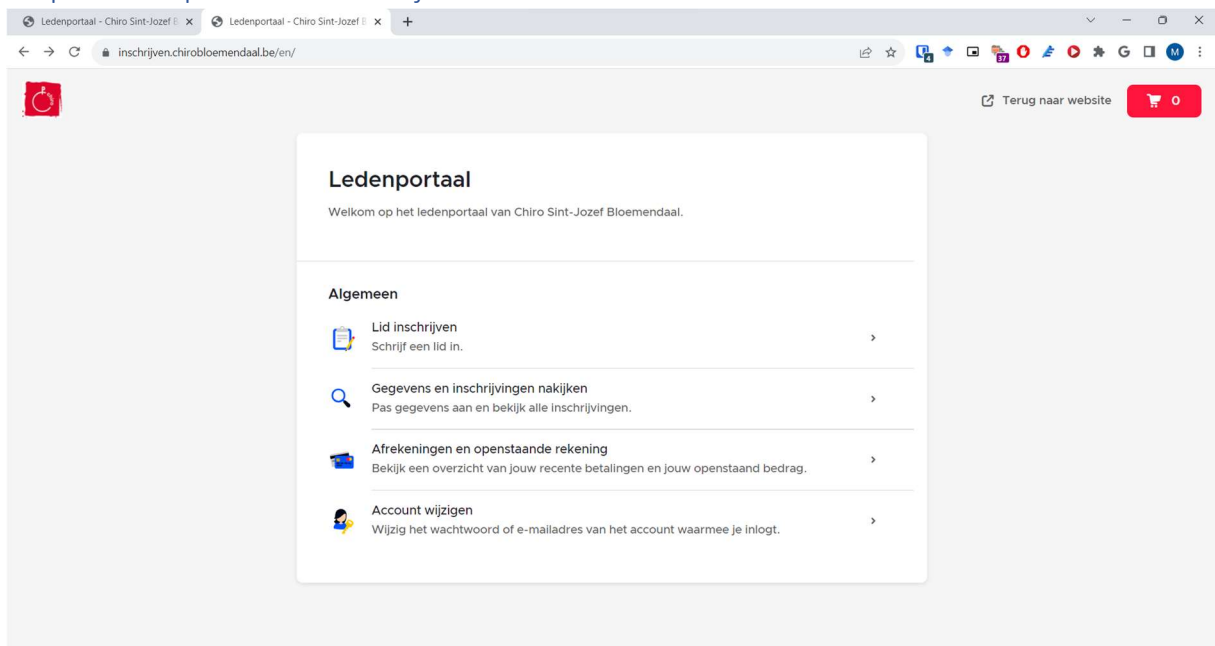 Ledenportaal - Chiro Sint-Jozef B
Ledenportaal - Chiro Sint-Jozef B
inschrijven.chirobloemendaal.be/en/
4
37
G
M
Terug naar website
0
Ledenportaal
Welkom op het ledenportaal van Chiro Sint-Jozef Bloemendaal.
Algemeen
Lid inschrijven
Schrijf een lid in.
Gegevens en inschrijvingen nakijken
Pas gegevens aan en bekijk alle inschrijvingen.
Afrekeningen en openstaande rekening
Bekijk een overzicht van jouw recente betalingen en jouw openstaand bedrag.
Account wijzigen
Wijzig het wachtwoord of e-mailadres van het account waarmee je inlogt.